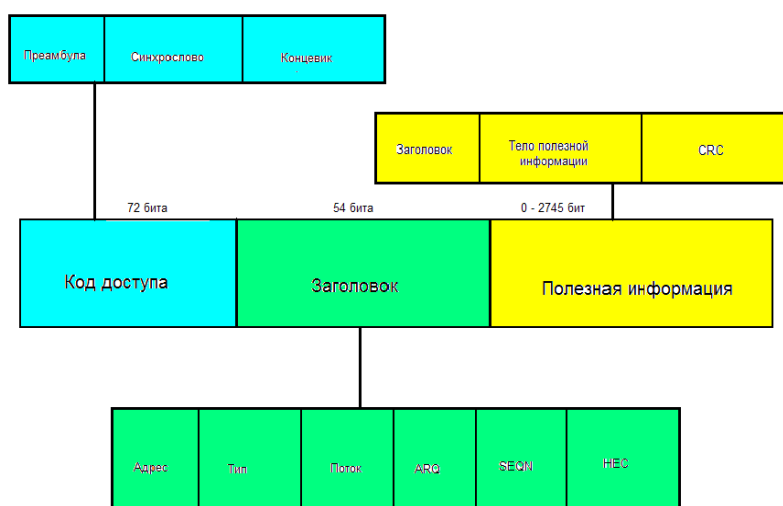 Преамбула Синхрослово Концевик
Заголовок Тело полезной информации CRC
72 бита 54 бита 0 - 2745 бит
Код доступа Заголовок Полезная информация
Адрес Тип Поток ARQ SEQN HEC